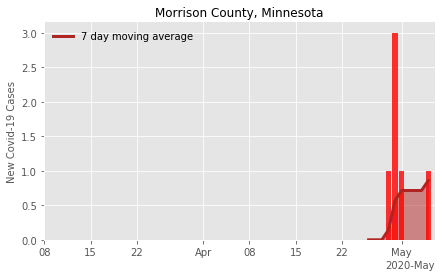 Morrison County, Minnesota
7 day moving average
New Covid-19 Cases
3.0
2.5
2.0
1.5
1.0
0.5
0.0
08 15 22 Apr 08 15 22 May
2020-May